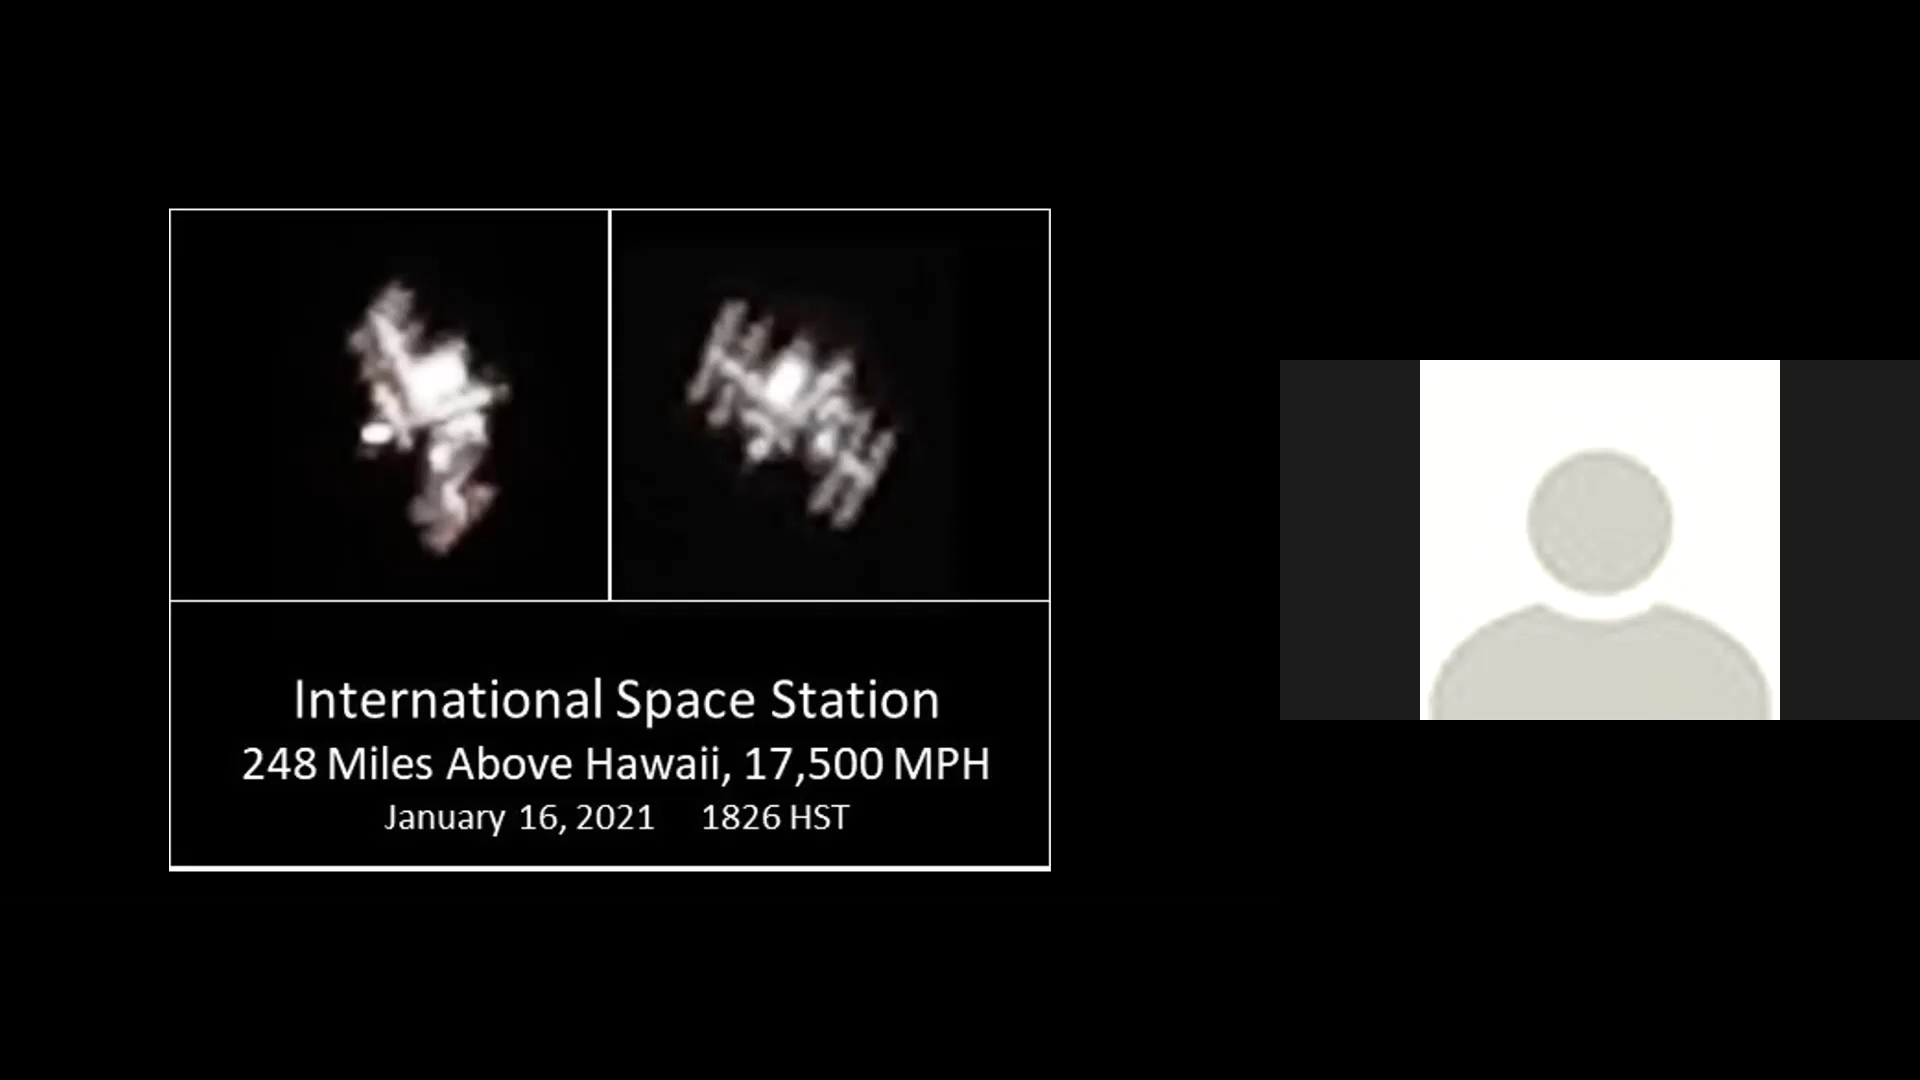 International Space Station
248 Miles Above Hawaii, 17,500 MPH
January 16, 2021 1826 HST